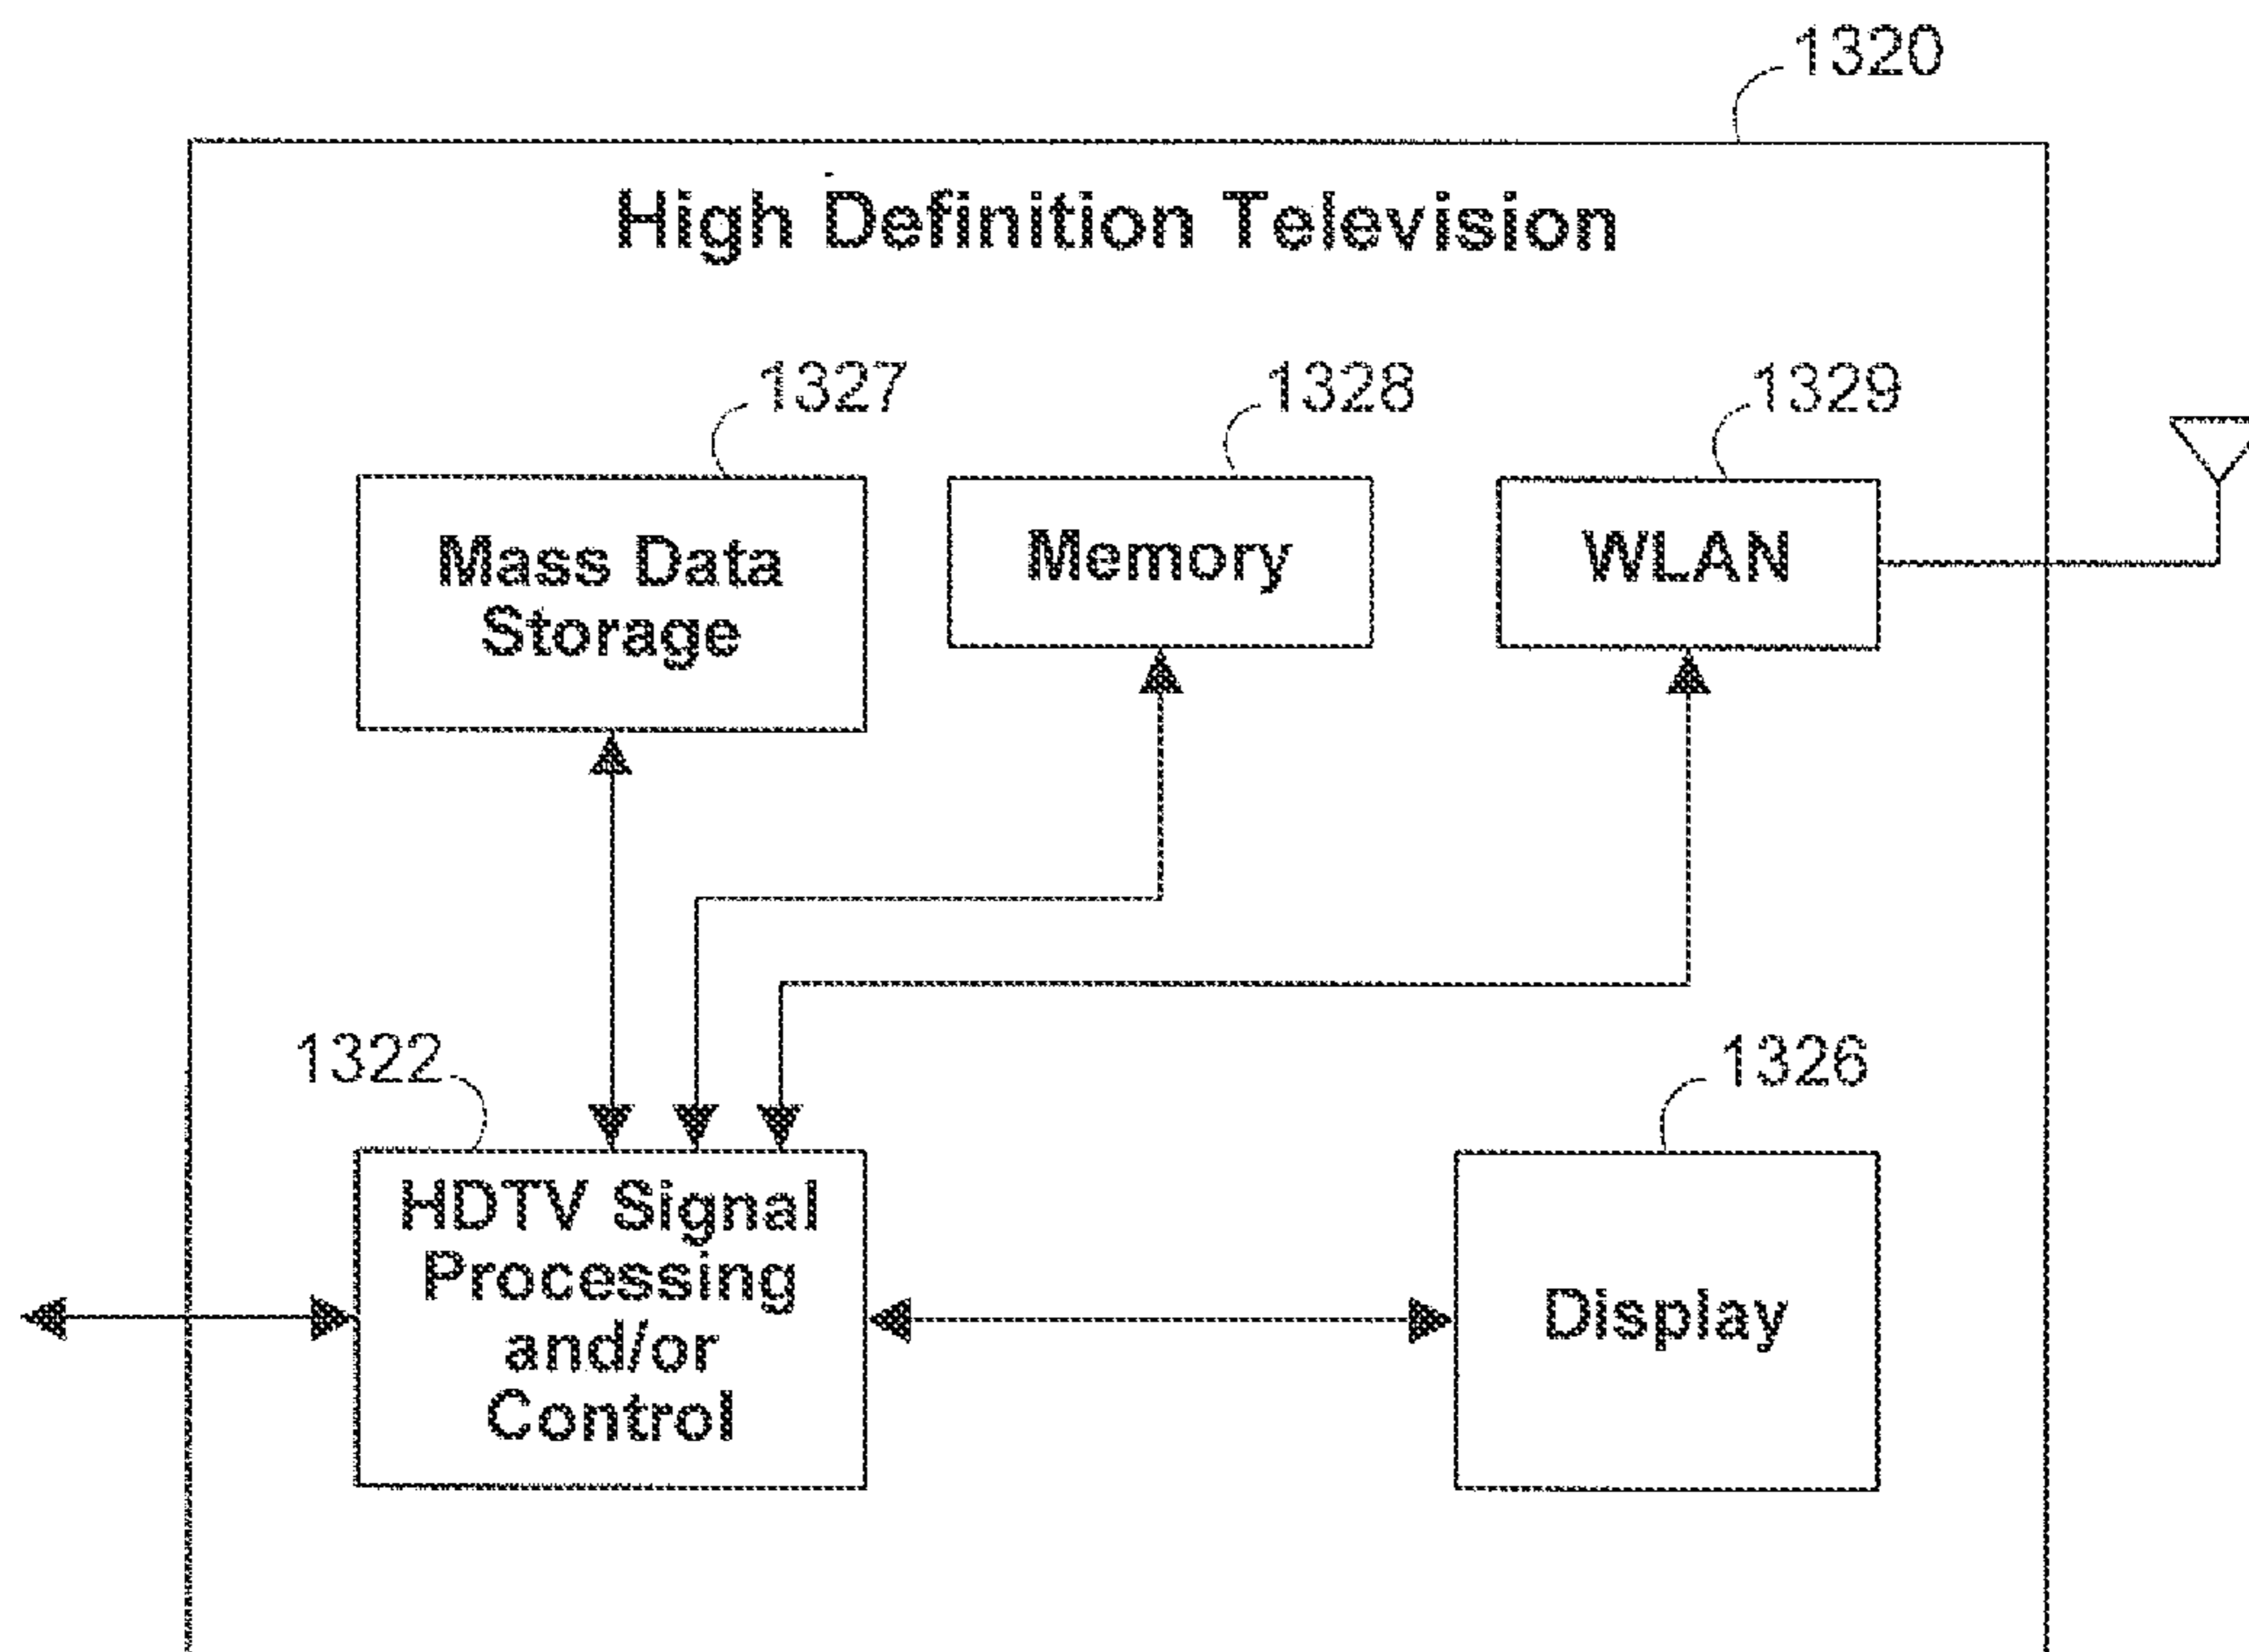 1320
High Definition Television
1327
1328
1329
Mass Data
Storage
Memory
WLAN
1322
1326
HDTV Signal
Processing
and/or
Control
Display